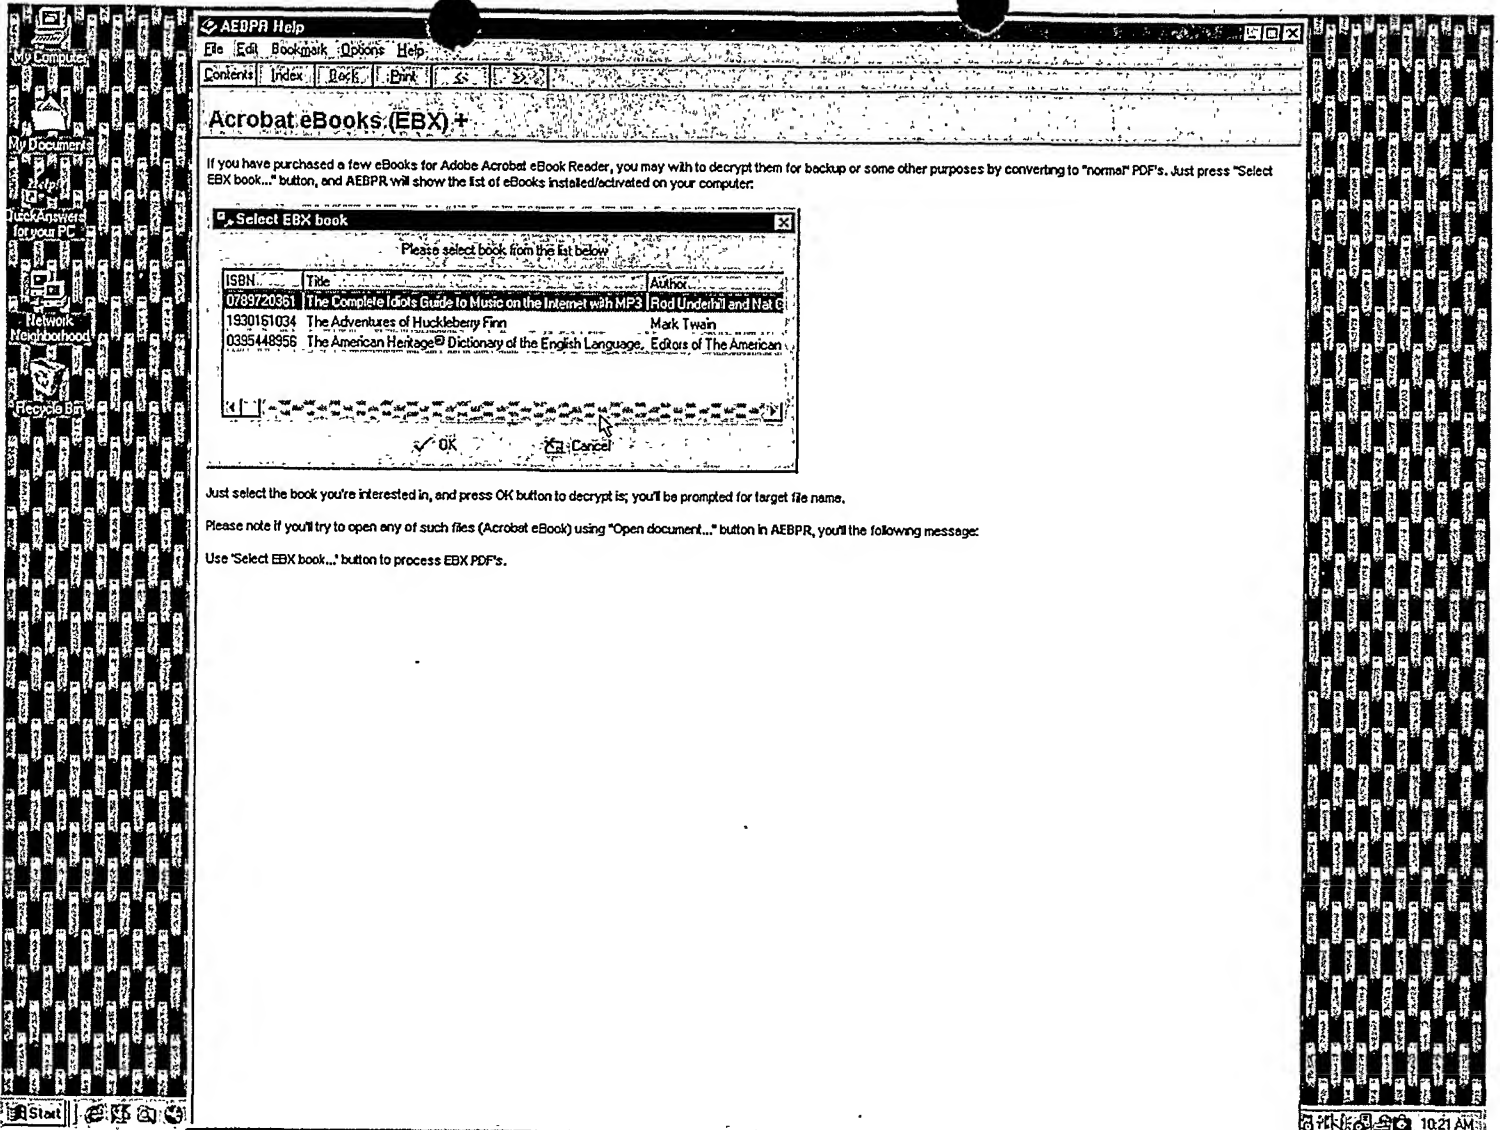 My Computer
My Documents
QuickAnswers
for your PC
Network
Neighborhood
Recycle Bin
AEBPR Help
File Edit Bookmark Options Help
Contents Index Back Print << >>
Acrobat eBooks (EBX) +
If you have purchased a few eBooks for Adobe Acrobat eBook Reader, you may with to decrypt them for backup or some other purposes by converting to "normal" PDF's. Just press "Select
EBX book..." button, and AEBPR will show the list of eBooks installed/activated on your computer:
Select EBX book
Please select book from the list below
ISBN Title Author
0789720361 The Complete Idiots Guide to Music on the Internet with MP3 Rod Underhill and Nat G
1930161034 The Adventures of Huckleberry Finn Mark Twain
0395448956 The American Heritage® Dictionary of the English Language, Editors of The American
OK Cancel
Just select the book you're interested in, and press OK button to decrypt is; you'll be prompted for target file name.
Please note if you'll try to open any of such files (Acrobat eBook) using "Open document..." button in AEBPR, you'll the following message:
Use 'Select EBX book...' button to process EBX PDF's.
Start
10:21 AM